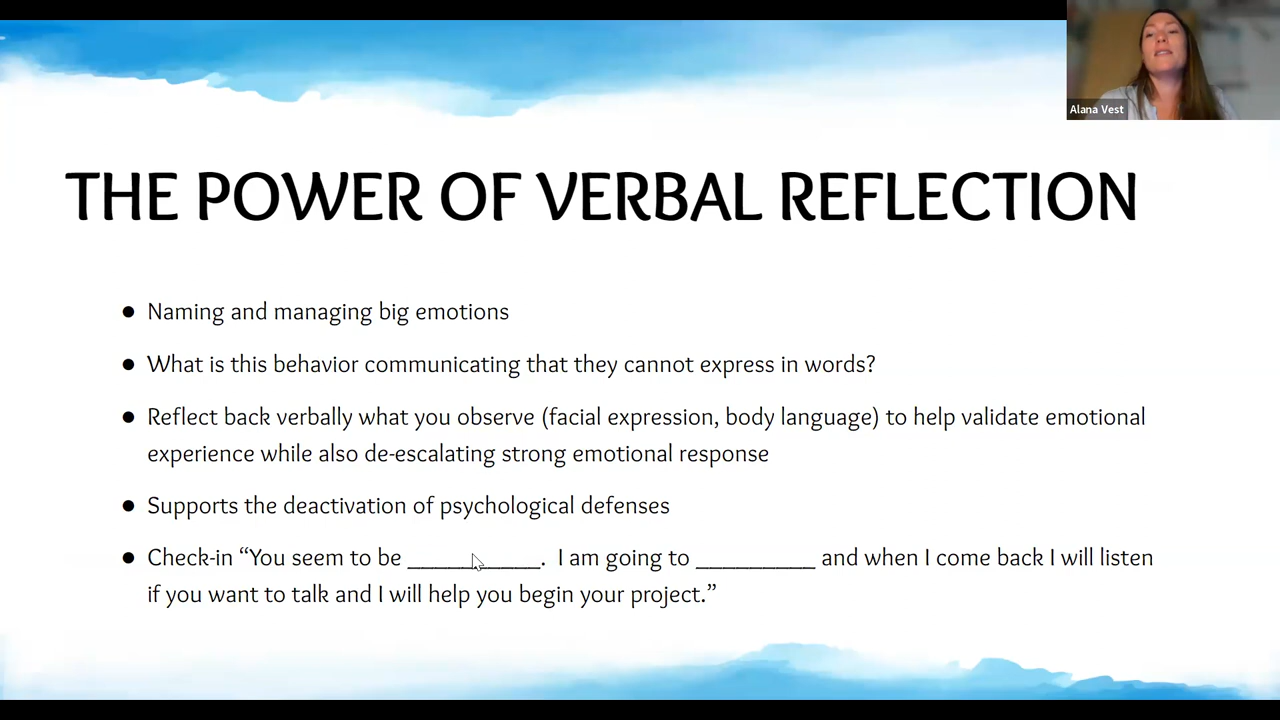 Alana Vest
THE POWER OF VERBAL REFLECTION
● Naming and managing big emotions
● What is this behavior communicating that they cannot express in words?
● Reflect back verbally what you observe (facial expression, body language) to help validate emotional
experience while also de-escalating strong emotional response
● Supports the deactivation of psychological defenses
● Check-in “You seem to be __________. I am going to _________ and when I come back I will listen
if you want to talk and I will help you begin your project.”